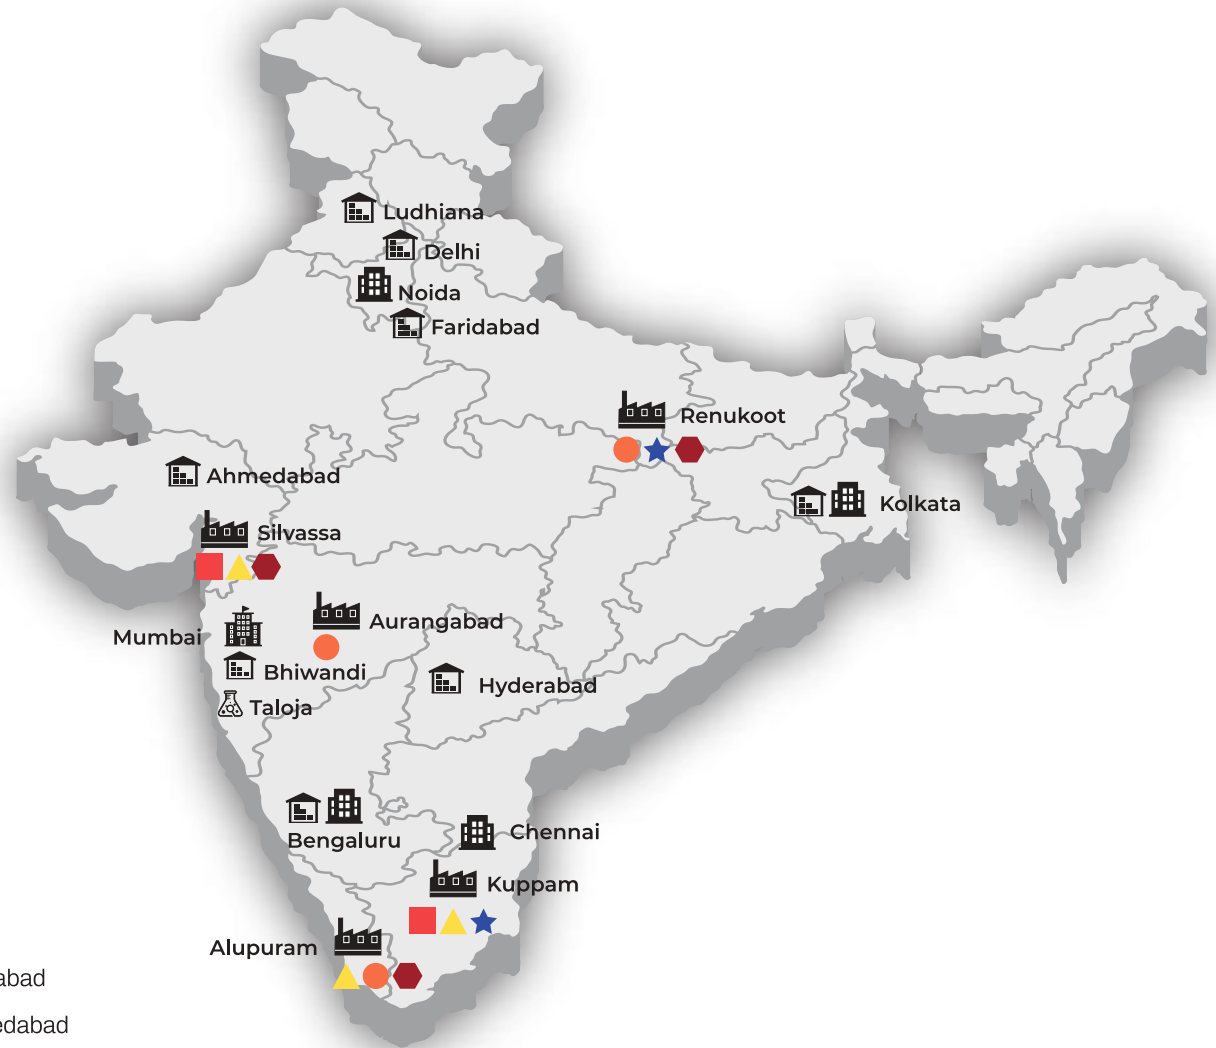 Ludhiana
Delhi
Noida
Faridabad
Renukoot
Ahmedabad
Kolkata
Silvassa
Aurangabad
Mumbai
Bhiwandi
Hyderabad
Taloja
Chennai
Bengaluru
Kuppam
Alupuram